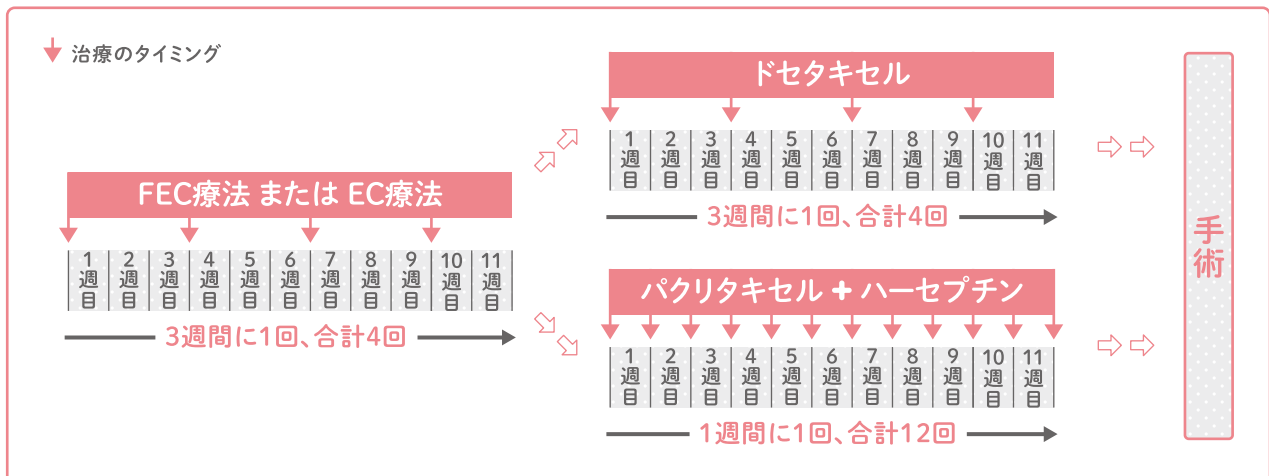 治療のタイミング
FEC療法 または EC療法
1週目 2週目 3週目 4週目 5週目 6週目 7週目 8週目 9週目 10週目 11週目
3週間に1回、合計4回
ドセタキセル
1週目 2週目 3週目 4週目 5週目 6週目 7週目 8週目 9週目 10週目 11週目
3週間に1回、合計4回
パクリタキセル + ハーセプチン
1週目 2週目 3週目 4週目 5週目 6週目 7週目 8週目 9週目 10週目 11週目
1週間に1回、合計12回
手術